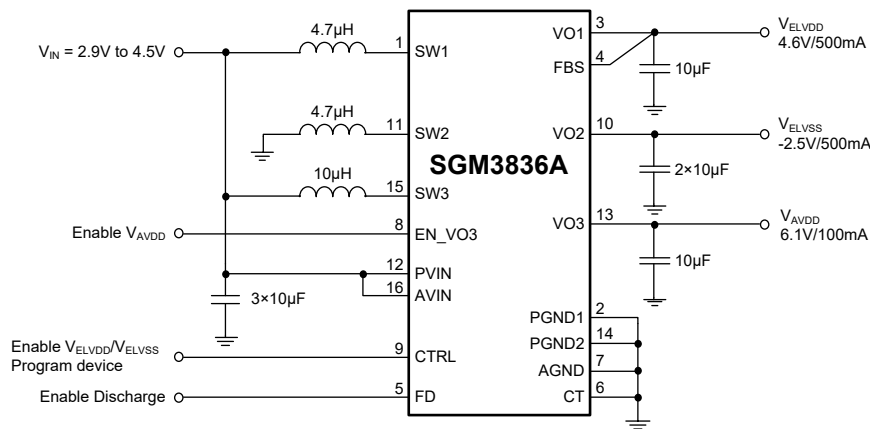 4.7µH
V_IN = 2.9V to 4.5V
1
SW1
VO1
3
V_ELVDD
4.6V/500mA
FBS
4
10µF
4.7µH
11
SW2
VO2
10
V_ELVSS
-2.5V/500mA
SGM3836A
2×10µF
10µH
15
SW3
VO3
13
V_AVDD
6.1V/100mA
Enable V_AVDD
8
EN_VO3
10µF
12
PVIN
16
AVIN
3×10µF
PGND1
2
PGND2
14
Enable V_ELVDD/V_ELVSS
Program device
9
CTRL
AGND
7
Enable Discharge
5
FD
CT
6